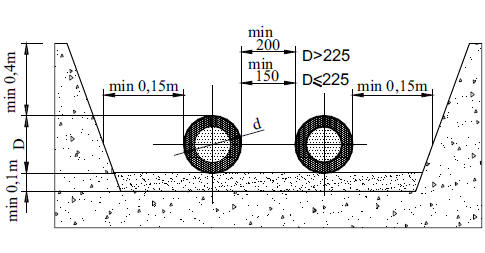 min
200
D>225
min
150
D≤225
min 0,15m
min 0,15m
min 0,4m
D
d
min 0,1m